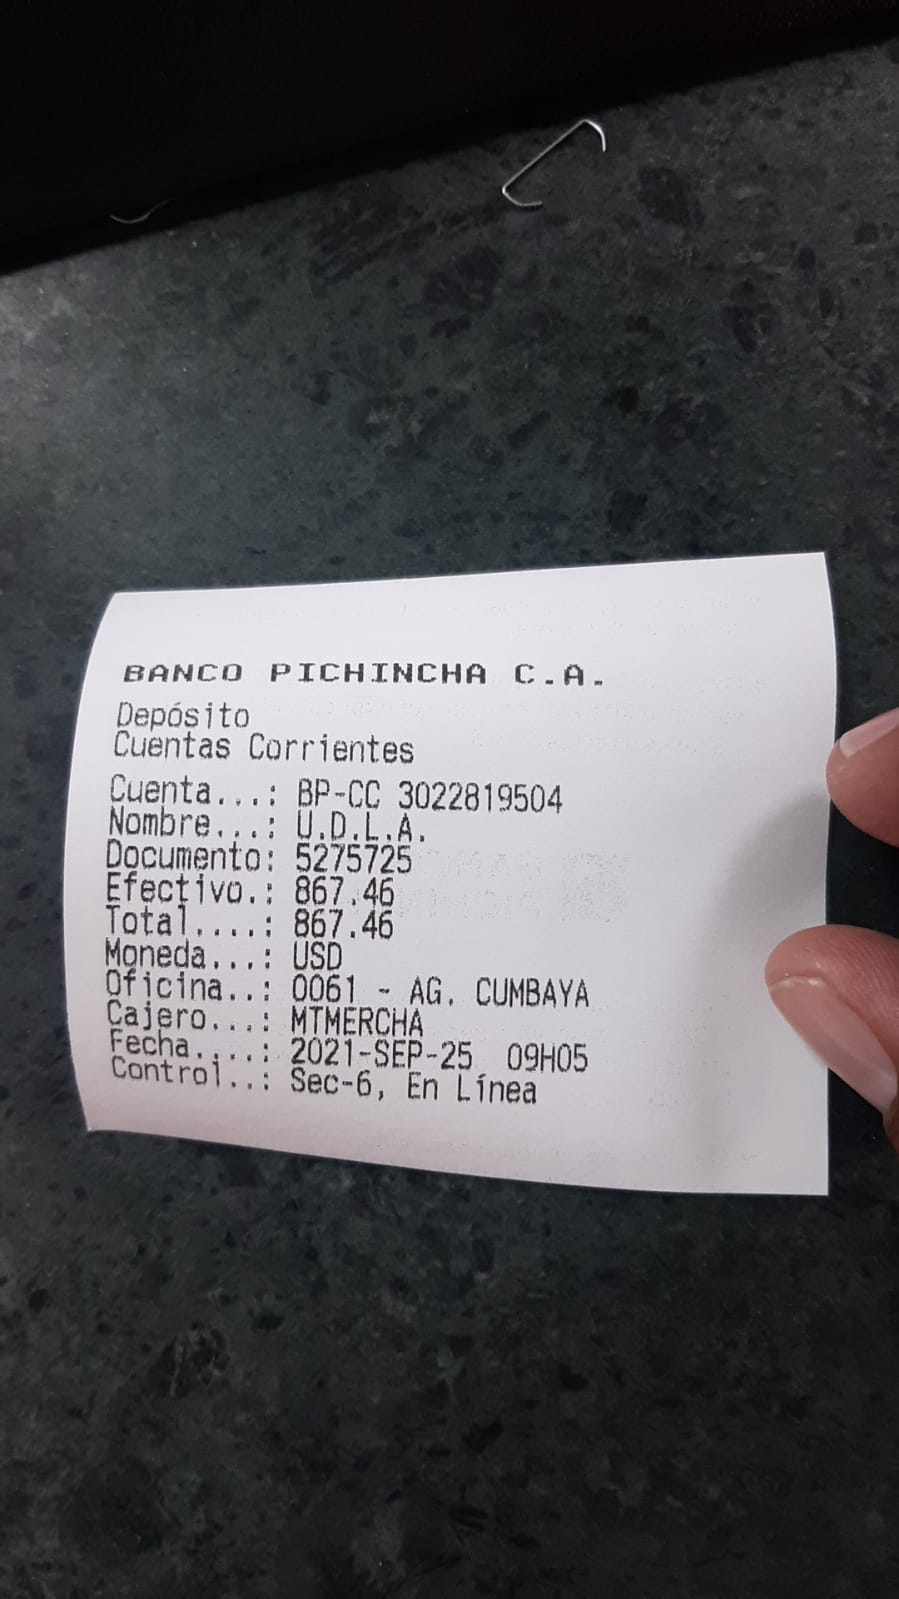 BANCO PICHINCHA C.A.
Depósito
Cuentas Corrientes
Cuenta...: BP-CC 3022819504
Nombre...: U.D.L.A.
Documento: 5275725
Efectivo.: 867.46
Total....: 867.46
Moneda...: USD
Oficina..: 0061 - AG. CUMBAYA
Cajero...: MTMERCHA
Fecha....: 2021-SEP-25 09H05
Control..: Sec-6, En Línea